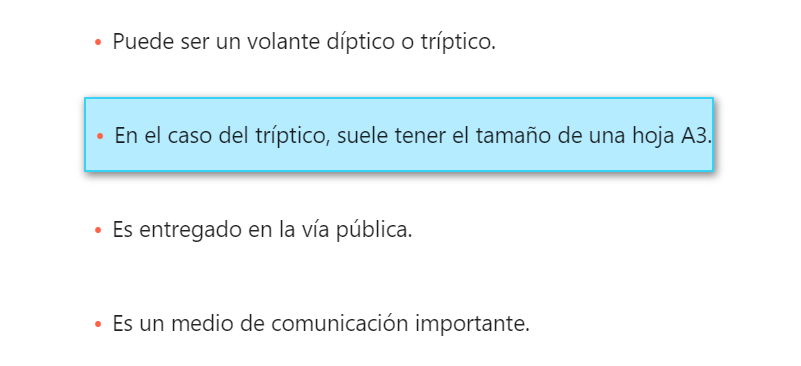 • Puede ser un volante díptico o tríptico.
• En el caso del tríptico, suele tener el tamaño de una hoja A3.
• Es entregado en la vía pública.
• Es un medio de comunicación importante.